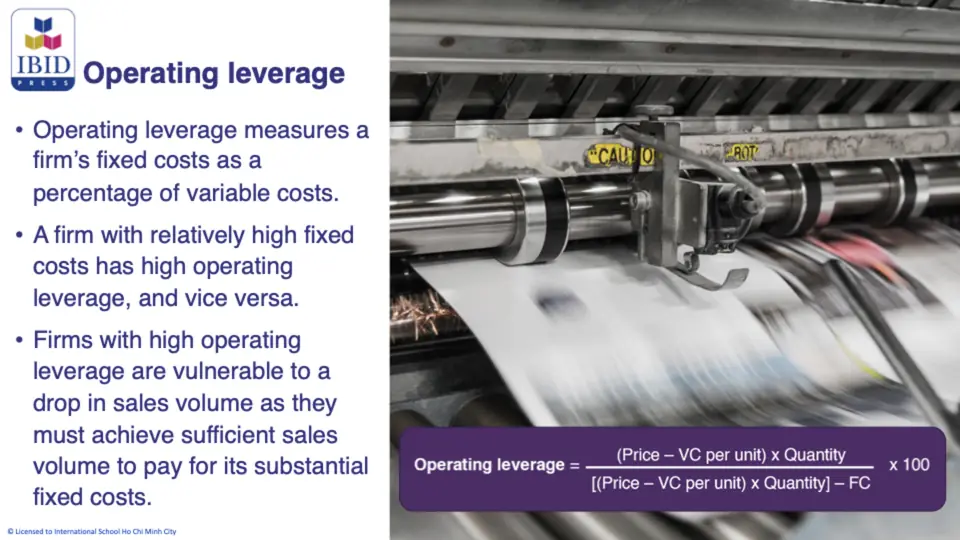 IBID
PRESS
Operating leverage
• Operating leverage measures a
firm's fixed costs as a
percentage of variable costs.
• A firm with relatively high fixed
costs has high operating
leverage, and vice versa.
• Firms with high operating
leverage are vulnerable to a
drop in sales volume as they
must achieve sufficient sales
volume to pay for its substantial
fixed costs.
"CAUTIO
ROT
Operating leverage = (Price – VC per unit) x Quantity
[(Price – VC per unit) x Quantity] – FC
x 100
© Licensed to International School Ho Chi Minh City